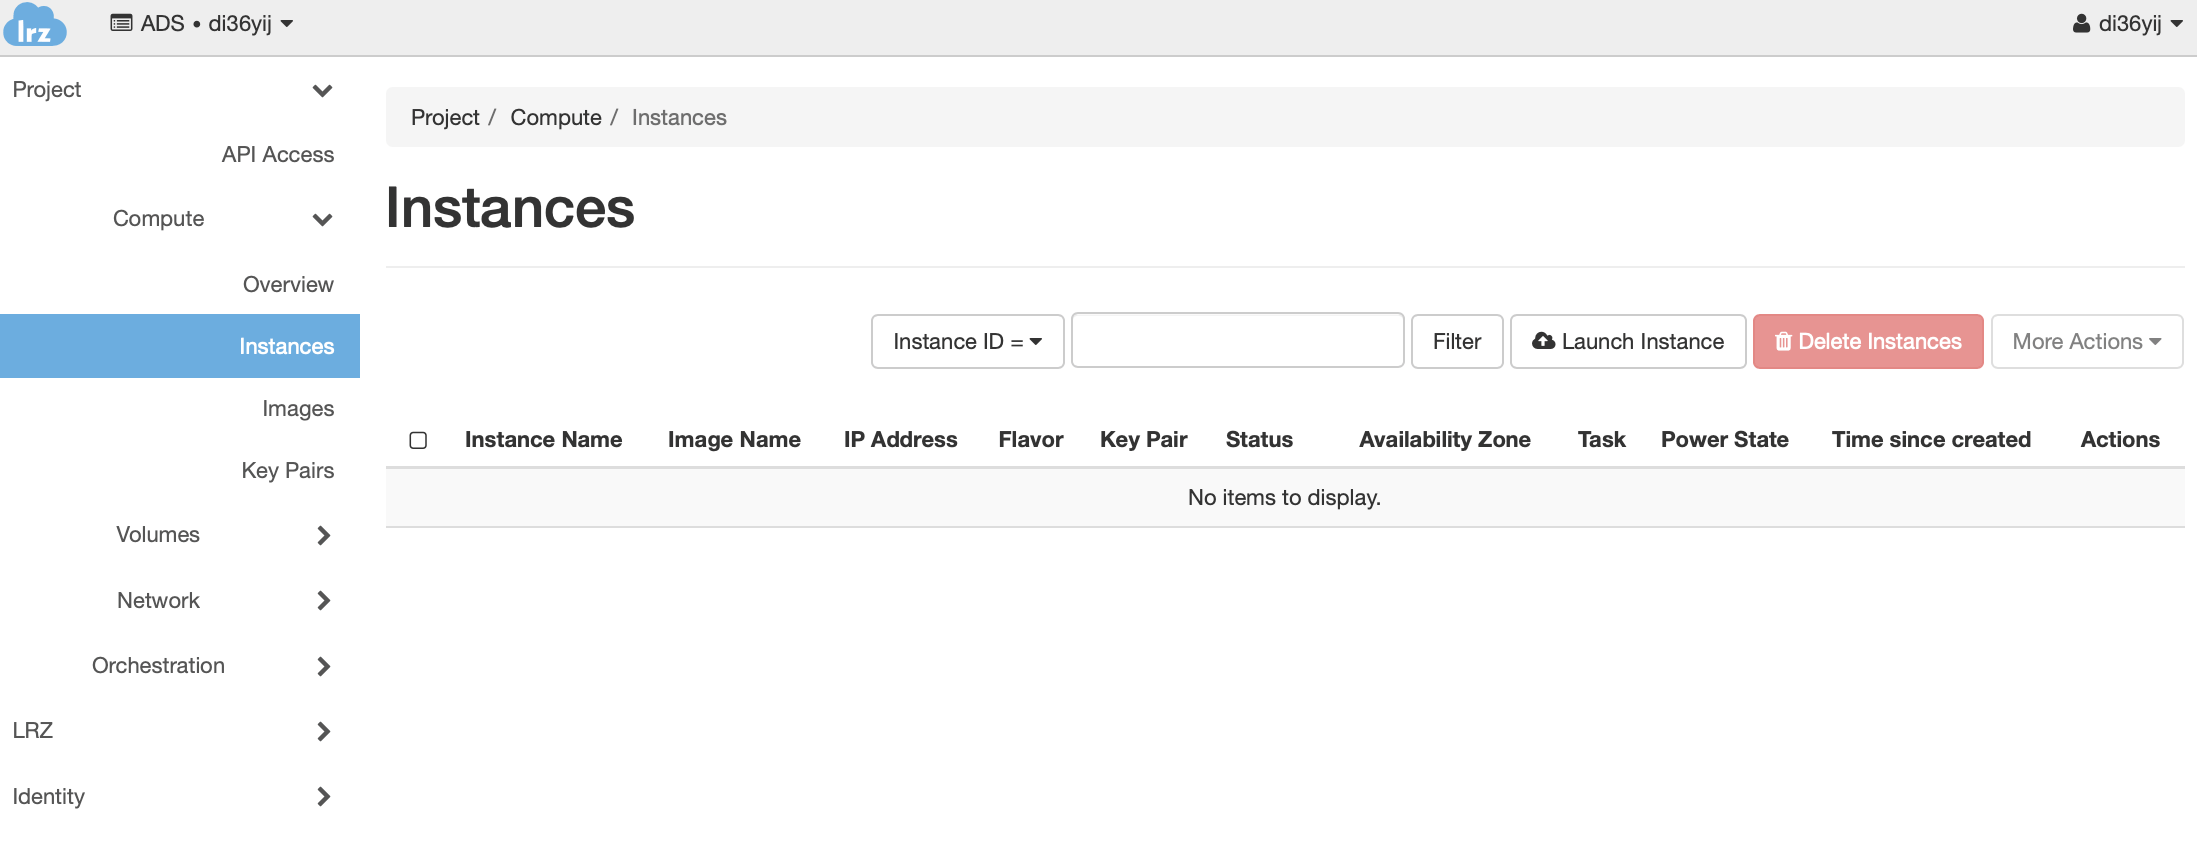 lrz ADS • di36yij di36yij
Project
API Access
Compute
Overview
Instances
Images
Key Pairs
Volumes
Network
Orchestration
LRZ
Identity
Project / Compute / Instances
Instances
Instance ID = Filter Launch Instance Delete Instances More Actions
Instance Name Image Name IP Address Flavor Key Pair Status Availability Zone Task Power State Time since created Actions
No items to display.